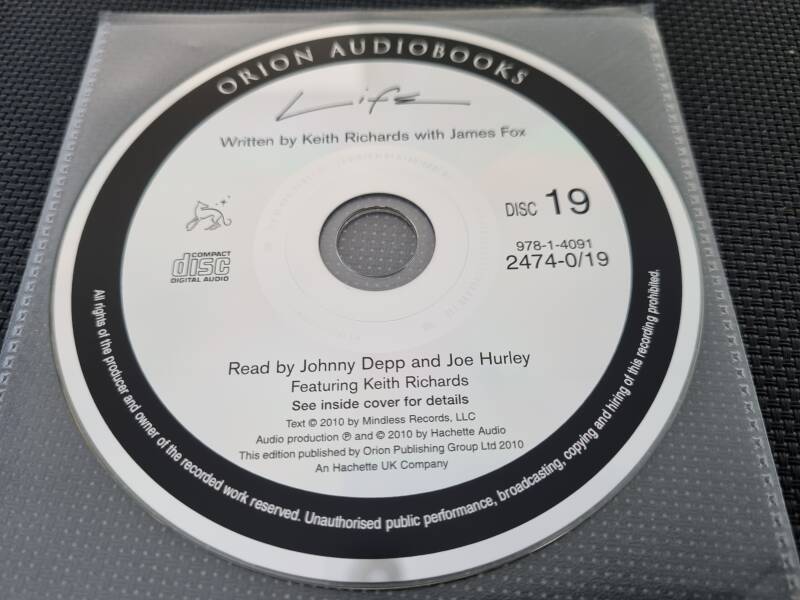 ORION AUDIOBOOKS
Life
Written by Keith Richards with James Fox
DISC 19
978-1-4091
2474-0/19
COMPACT
disc
DIGITAL AUDIO
Read by Johnny Depp and Joe Hurley
Featuring Keith Richards
See inside cover for details
Text © 2010 by Mindless Records, LLC
Audio production ℗ and © 2010 by Hachette Audio
This edition published by Orion Publishing Group Ltd 2010
An Hachette UK Company
All rights of the producer and owner of the recorded work reserved. Unauthorised public performance, broadcasting, copying and hiring of this recording prohibited.